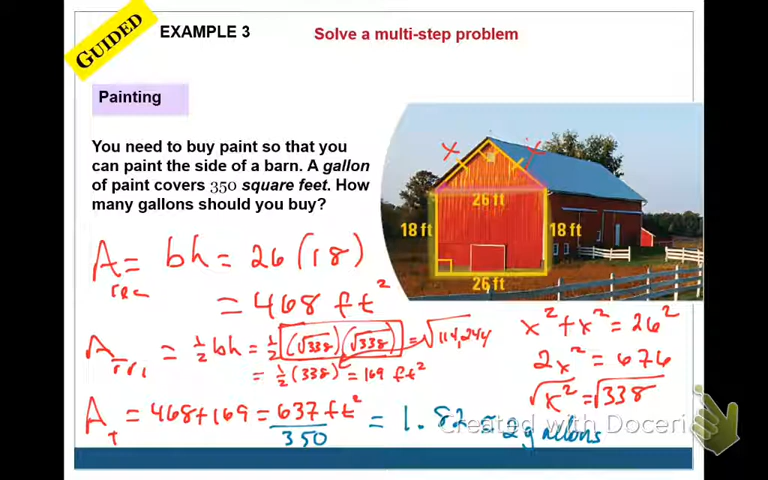 GUIDED
EXAMPLE 3
Solve a multi-step problem
Painting
You need to buy paint so that you
can paint the side of a barn. A gallon
of paint covers 350 square feet. How
many gallons should you buy?
x x
26 ft
18 ft 18 ft
26 ft
A rec = bh = 26 (18)
= 468 ft²
A tri = ½ bh = ½ (√338)(√338) = √114,244
= ½ (338) = 169 ft²
x² + x² = 26²
2x² = 676
√x² = √338
A T = 468 + 169 = 637 ft² / 350 = 1.82 = 2 gallons
Created with Doceri